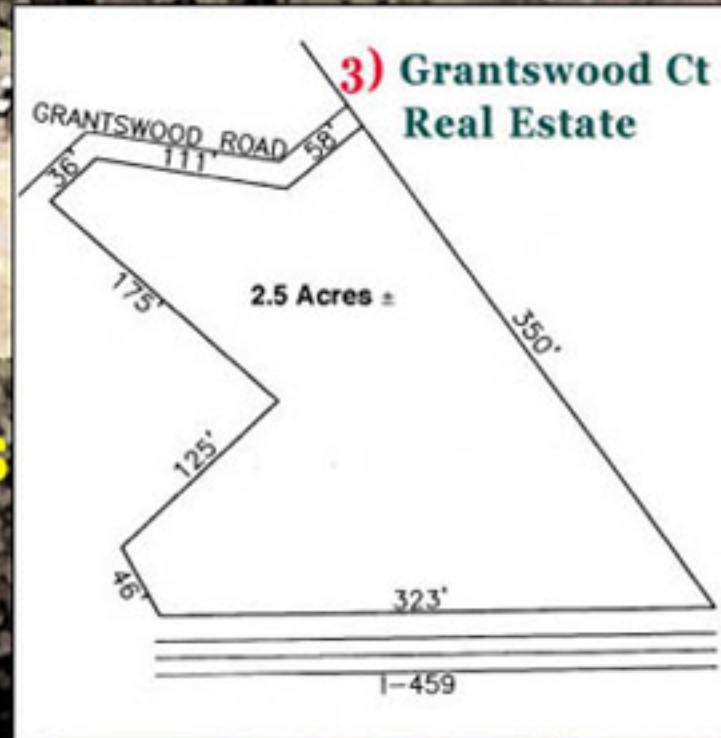 3) Grantswood Ct
Real Estate
GRANTSWOOD ROAD
36'
111'
58'
175'
2.5 Acres ±
350'
125'
46'
323'
I-459